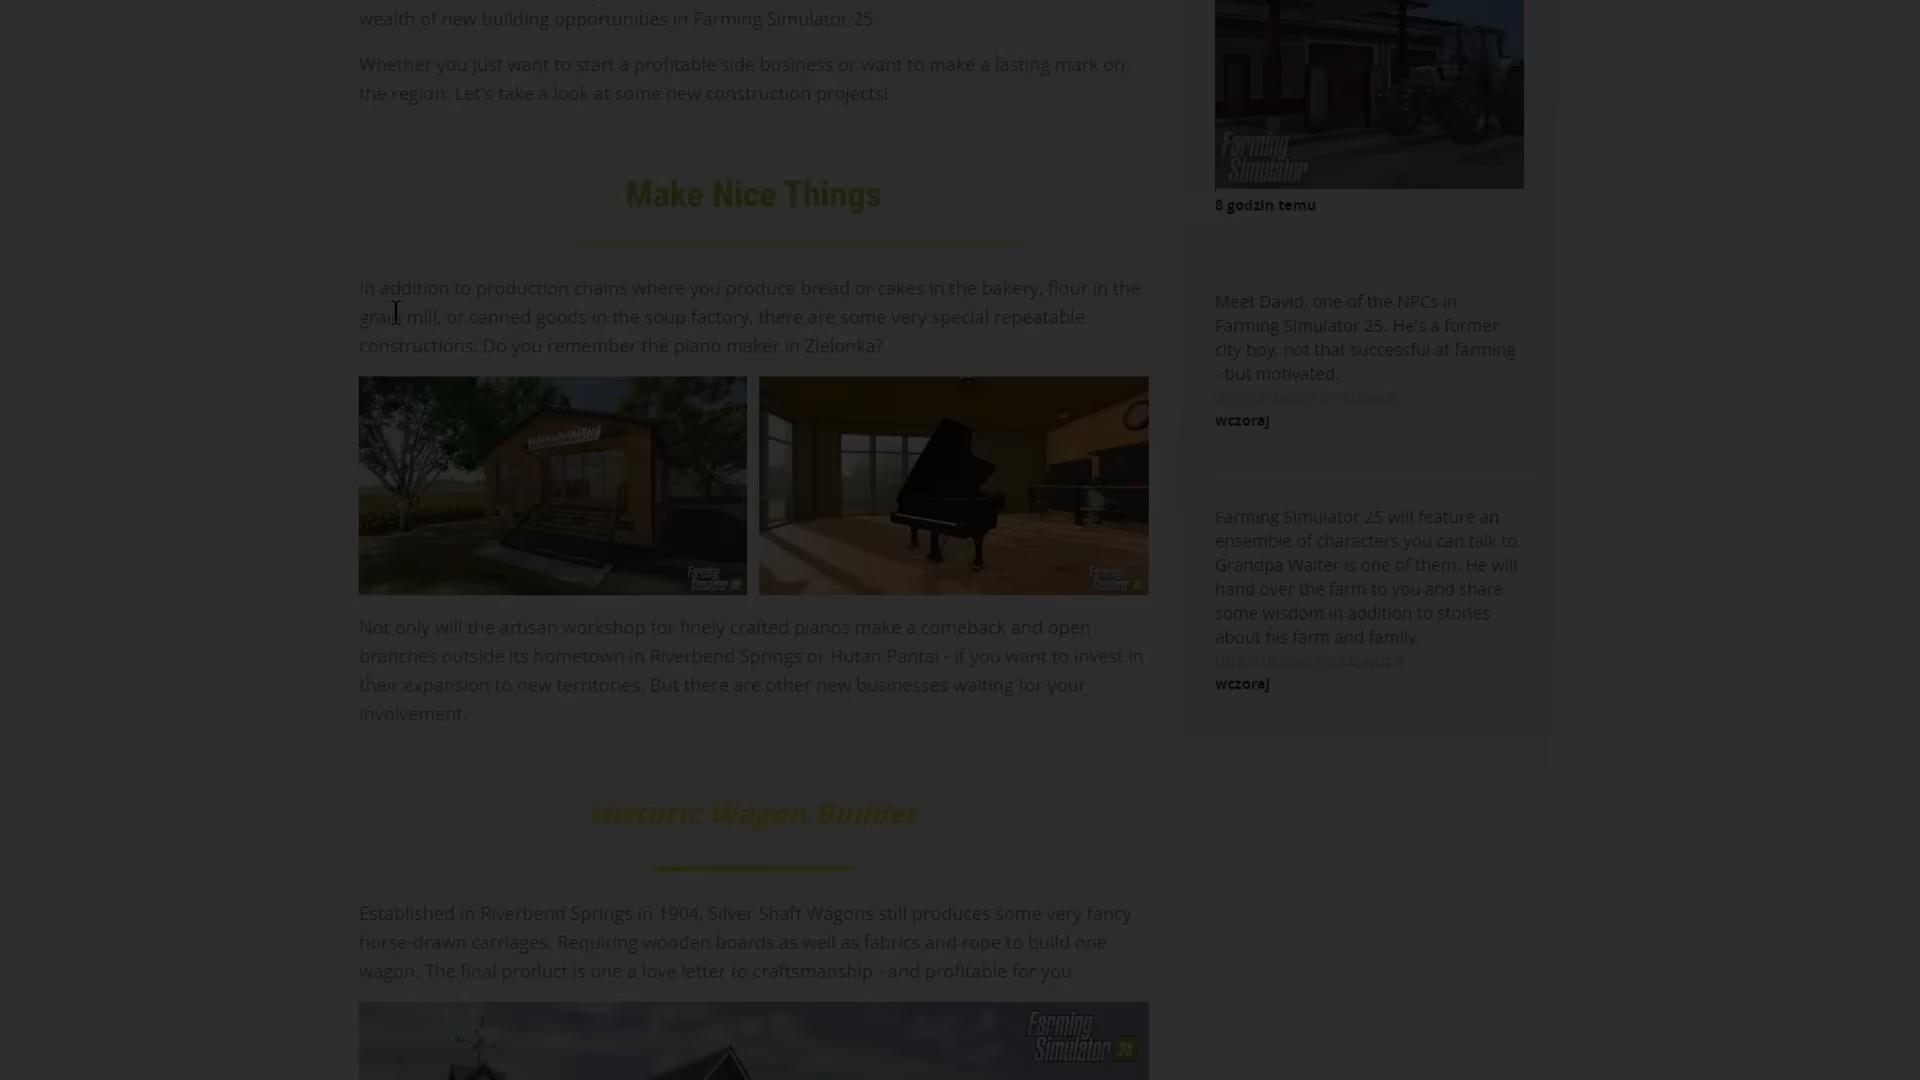 wealth of new building opportunities in Farming Simulator 25.
Whether you just want to start a profitable side business or want to make a lasting mark on
the region. Let's take a look at some new construction projects!
Make Nice Things
In addition to production chains where you produce bread or cakes in the bakery, flour in the
grain mill, or canned goods in the soup factory, there are some very special repeatable
constructions. Do you remember the piano maker in Zielonka?
Farming
Simulator
Farming
Simulator
Not only will the artisan workshop for finely crafted pianos make a comeback and open
branches outside its hometown in Riverbend Springs or Hutan Pantai - if you want to invest in
their expansion to new territories. But there are other new businesses waiting for your
involvement.
Historic Wagon Builder
Established in Riverbend Springs in 1904, Silver Shaft Wagons still produces some very fancy
horse-drawn carriages. Requiring wooden boards as well as fabrics and rope to build one
wagon. The final product is one a love letter to craftsmanship - and profitable for you
Farming
Simulator 25
Farming
Simulator
8 godzin temu
Meet David, one of the NPCs in
Farming Simulator 25. He's a former
city boy, not that successful at farming
- but motivated.
wczoraj
Farming Simulator 25 will feature an
ensemble of characters you can talk to.
Grandpa Walter is one of them. He will
hand over the farm to you and share
some wisdom in addition to stories
about his farm and family.
wczoraj